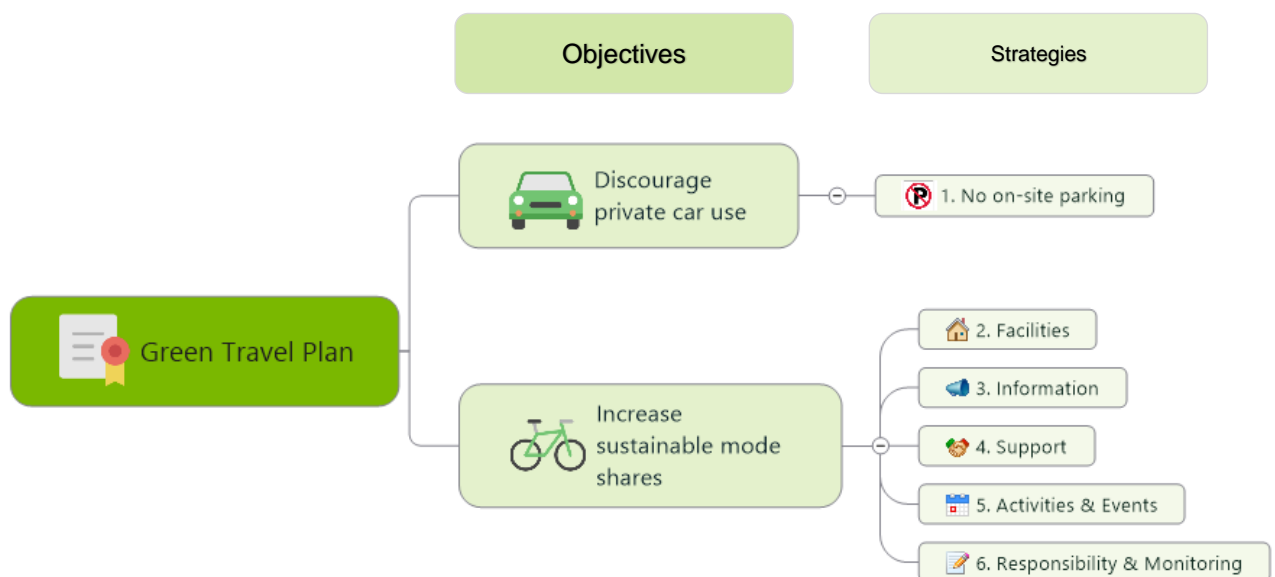 Objectives
Strategies
Discourage
private car use
1. No on-site parking
Green Travel Plan
Increase
sustainable mode
shares
2. Facilities
3. Information
4. Support
5. Activities & Events
6. Responsibility & Monitoring